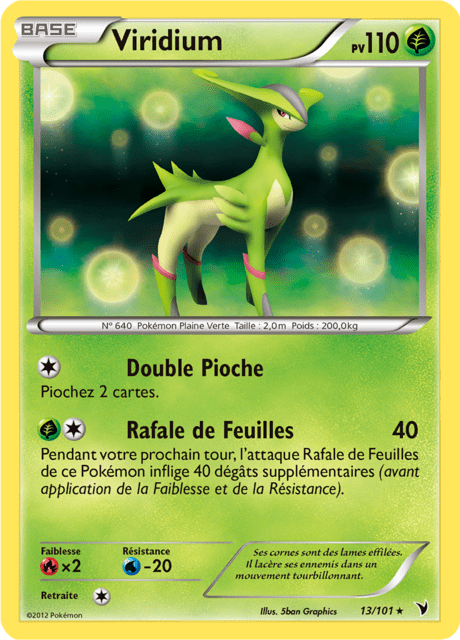 BASE
Viridium
PV110
N° 640 Pokémon Plaine Verte Taille : 2,0m Poids : 200,0kg
Double Pioche
Piochez 2 cartes.
Rafale de Feuilles 40
Pendant votre prochain tour, l'attaque Rafale de Feuilles
de ce Pokémon inflige 40 dégâts supplémentaires (avant
application de la Faiblesse et de la Résistance).
Faiblesse Résistance
×2 -20
Retraite
Ses cornes sont des lames effilées.
Il lacère ses ennemis dans un
mouvement tourbillonnant.
©2012 Pokémon
Illus. 5ban Graphics
13/101 ★